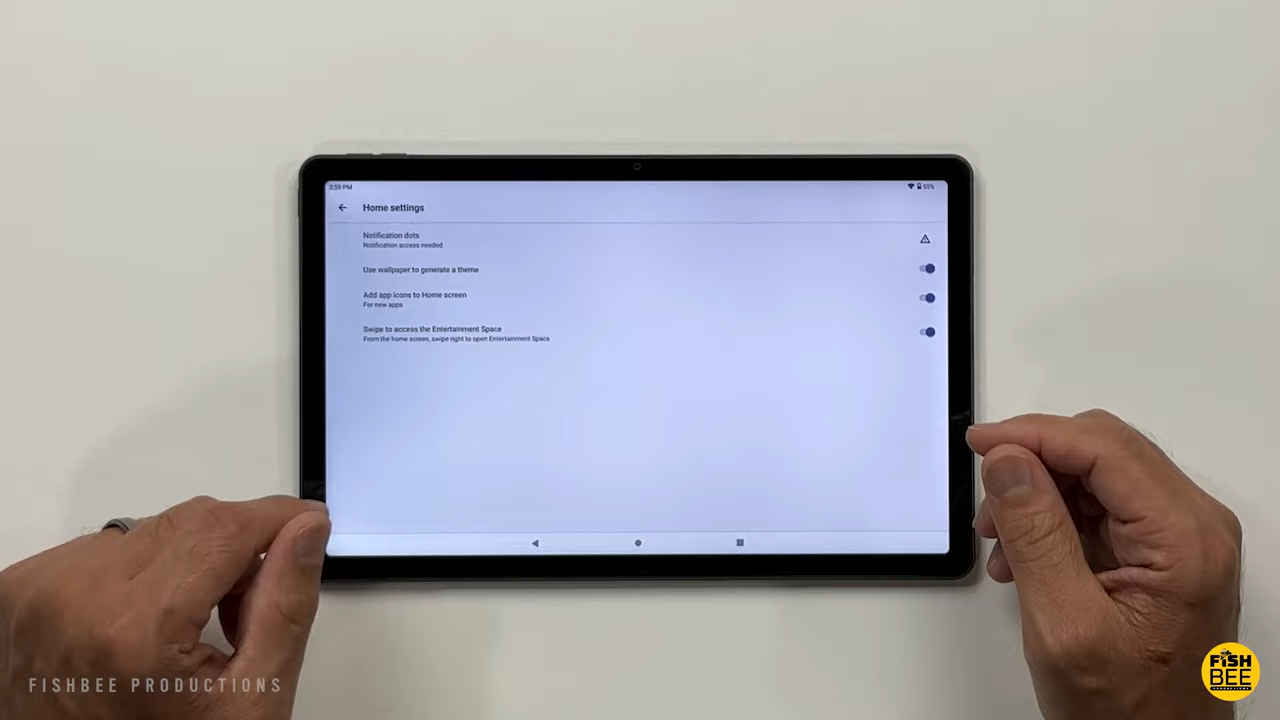 3:59 PM
55%
Home settings
Notification dots
Notification access needed
Use wallpaper to generate a theme
Add app icons to Home screen
For new apps
Swipe to access the Entertainment Space
From the home screen, swipe right to open Entertainment Space
FISHBEE PRODUCTIONS
FISH
BEE
PRODUCTIONS